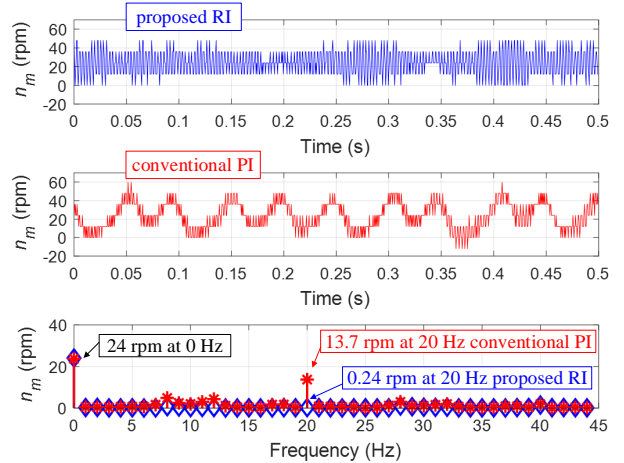 proposed RI
60
40
20
0
-20
n_m (rpm)
0 0.05 0.1 0.15 0.2 0.25 0.3 0.35 0.4 0.45 0.5
Time (s)
conventional PI
60
40
20
0
-20
n_m (rpm)
0 0.05 0.1 0.15 0.2 0.25 0.3 0.35 0.4 0.45 0.5
Time (s)
40
20
0
n_m (rpm)
24 rpm at 0 Hz
13.7 rpm at 20 Hz conventional PI
0.24 rpm at 20 Hz proposed RI
0 5 10 15 20 25 30 35 40 45
Frequency (Hz)